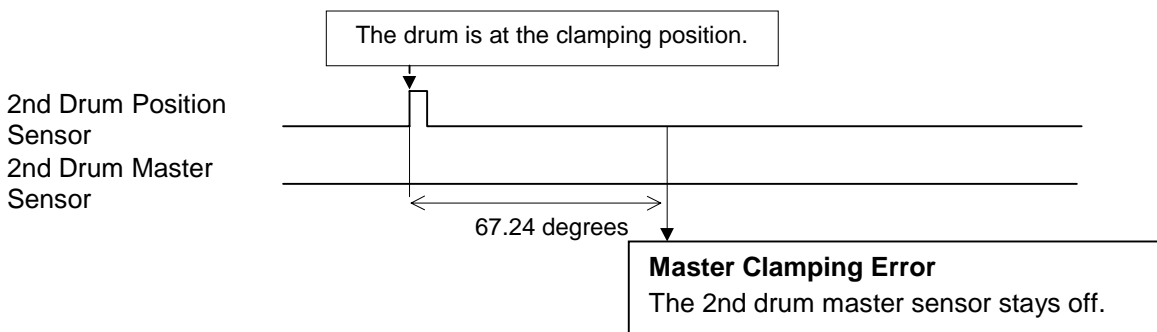 The drum is at the clamping position.
2nd Drum Position
Sensor
2nd Drum Master
Sensor
67.24 degrees
Master Clamping Error
The 2nd drum master sensor stays off.